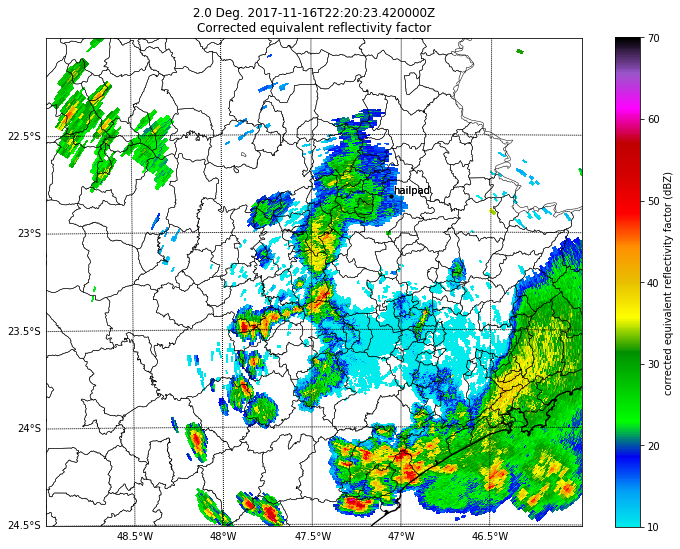 2.0 Deg. 2017-11-16T22:20:23.420000Z
Corrected equivalent reflectivity factor
22.5°S
23°S
23.5°S
24°S
24.5°S
48.5°W
48°W
47.5°W
47°W
46.5°W
hailpad
70
60
50
40
30
20
10
corrected equivalent reflectivity factor (dBZ)